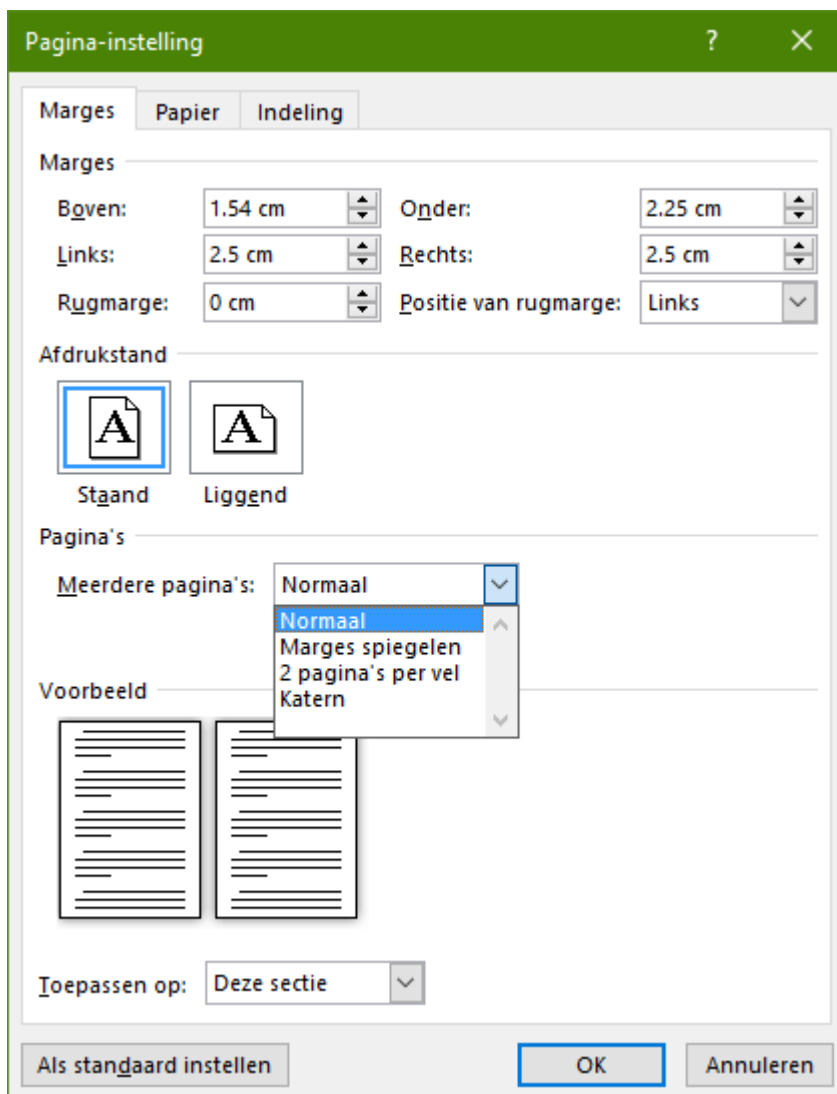 Pagina-instelling ?
Marges Papier Indeling
Marges
Boven: 1.54 cm Onder: 2.25 cm
Links: 2.5 cm Rechts: 2.5 cm
Rugmarge: 0 cm Positie van rugmarge: Links
Afdrukstand
A A
Staand Liggend
Pagina's
Meerdere pagina's: Normaal
Normaal
Marges spiegelen
2 pagina's per vel
Katern
Voorbeeld
Toepassen op: Deze sectie
Als standaard instellen OK Annuleren